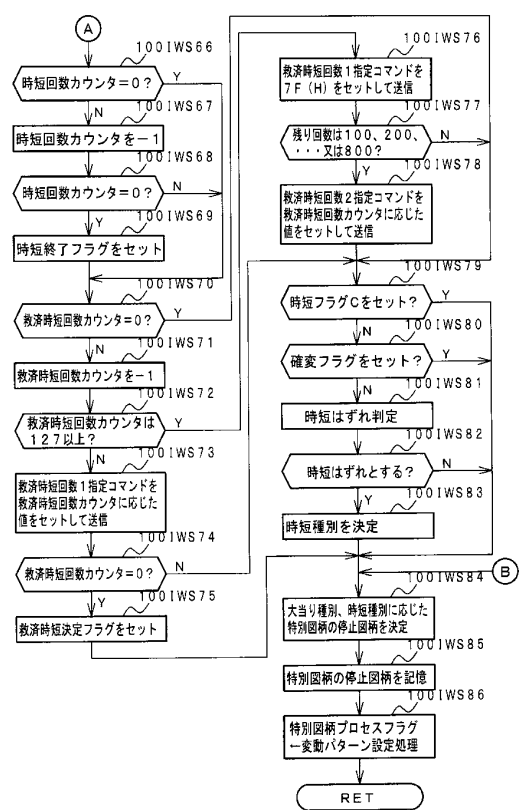 A
100IWS66
時短回数カウンタ=0?
Y
N
100IWS67
時短回数カウンタを−1
100IWS68
時短回数カウンタ=0?
N
Y
100IWS69
時短終了フラグをセット
100IWS70
救済時短回数カウンタ=0?
Y
N
100IWS71
救済時短回数カウンタを−1
100IWS72
救済時短回数カウンタは
127以上?
Y
N
100IWS73
救済時短回数1指定コマンドを
救済時短回数カウンタに応じた
値をセットして送信
100IWS74
救済時短回数カウンタ=0?
N
Y
100IWS75
救済時短決定フラグをセット
100IWS76
救済時短回数1指定コマンドを
7F(H)をセットして送信
100IWS77
残り回数は100、200、
・・・又は800?
N
Y
100IWS78
救済時短回数2指定コマンドを
救済時短回数カウンタに応じた
値をセットして送信
100IWS79
時短フラグCをセット?
Y
N
100IWS80
確変フラグをセット?
Y
N
100IWS81
時短はずれ判定
100IWS82
時短はずれとする?
N
Y
100IWS83
時短種別を決定
B
100IWS84
大当り種別、時短種別に応じた
特別図柄の停止図柄を決定
100IWS85
特別図柄の停止図柄を記憶
100IWS86
特別図柄プロセスフラグ
←変動パターン設定処理
RET